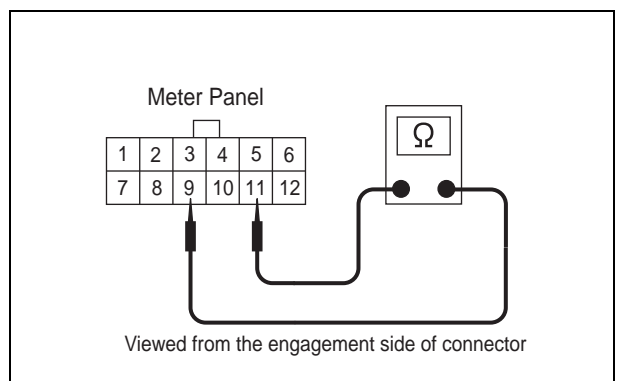 Meter Panel
Ω
1 2 3 4 5 6
7 8 9 10 11 12
Viewed from the engagement side of connector